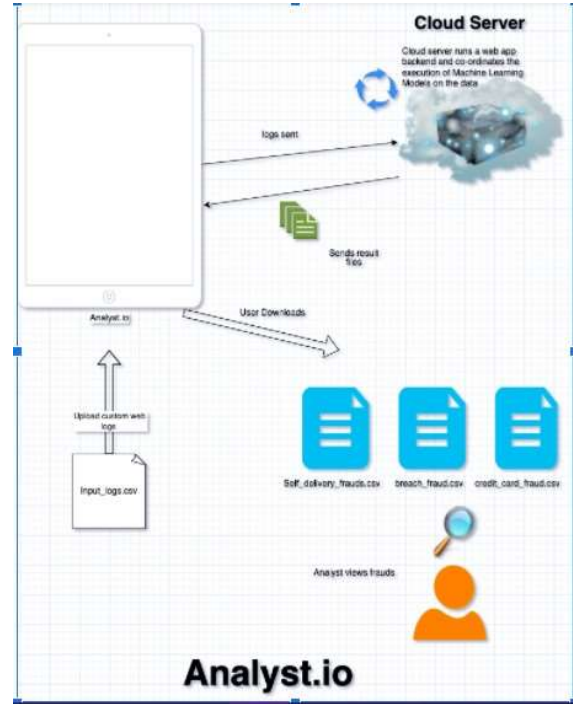 Cloud Server
Cloud server runs a web app
backend and co-ordinates the
execution of Machine Learning
Models on the data
logs sent
Sends result
files
Analyst.io
User Downloads
Upload custom web
logs
Input_logs.csv
Self_delivery_frauds.csv
breach_fraud.csv
credit_card_fraud.csv
Analyst views frauds
Analyst.io